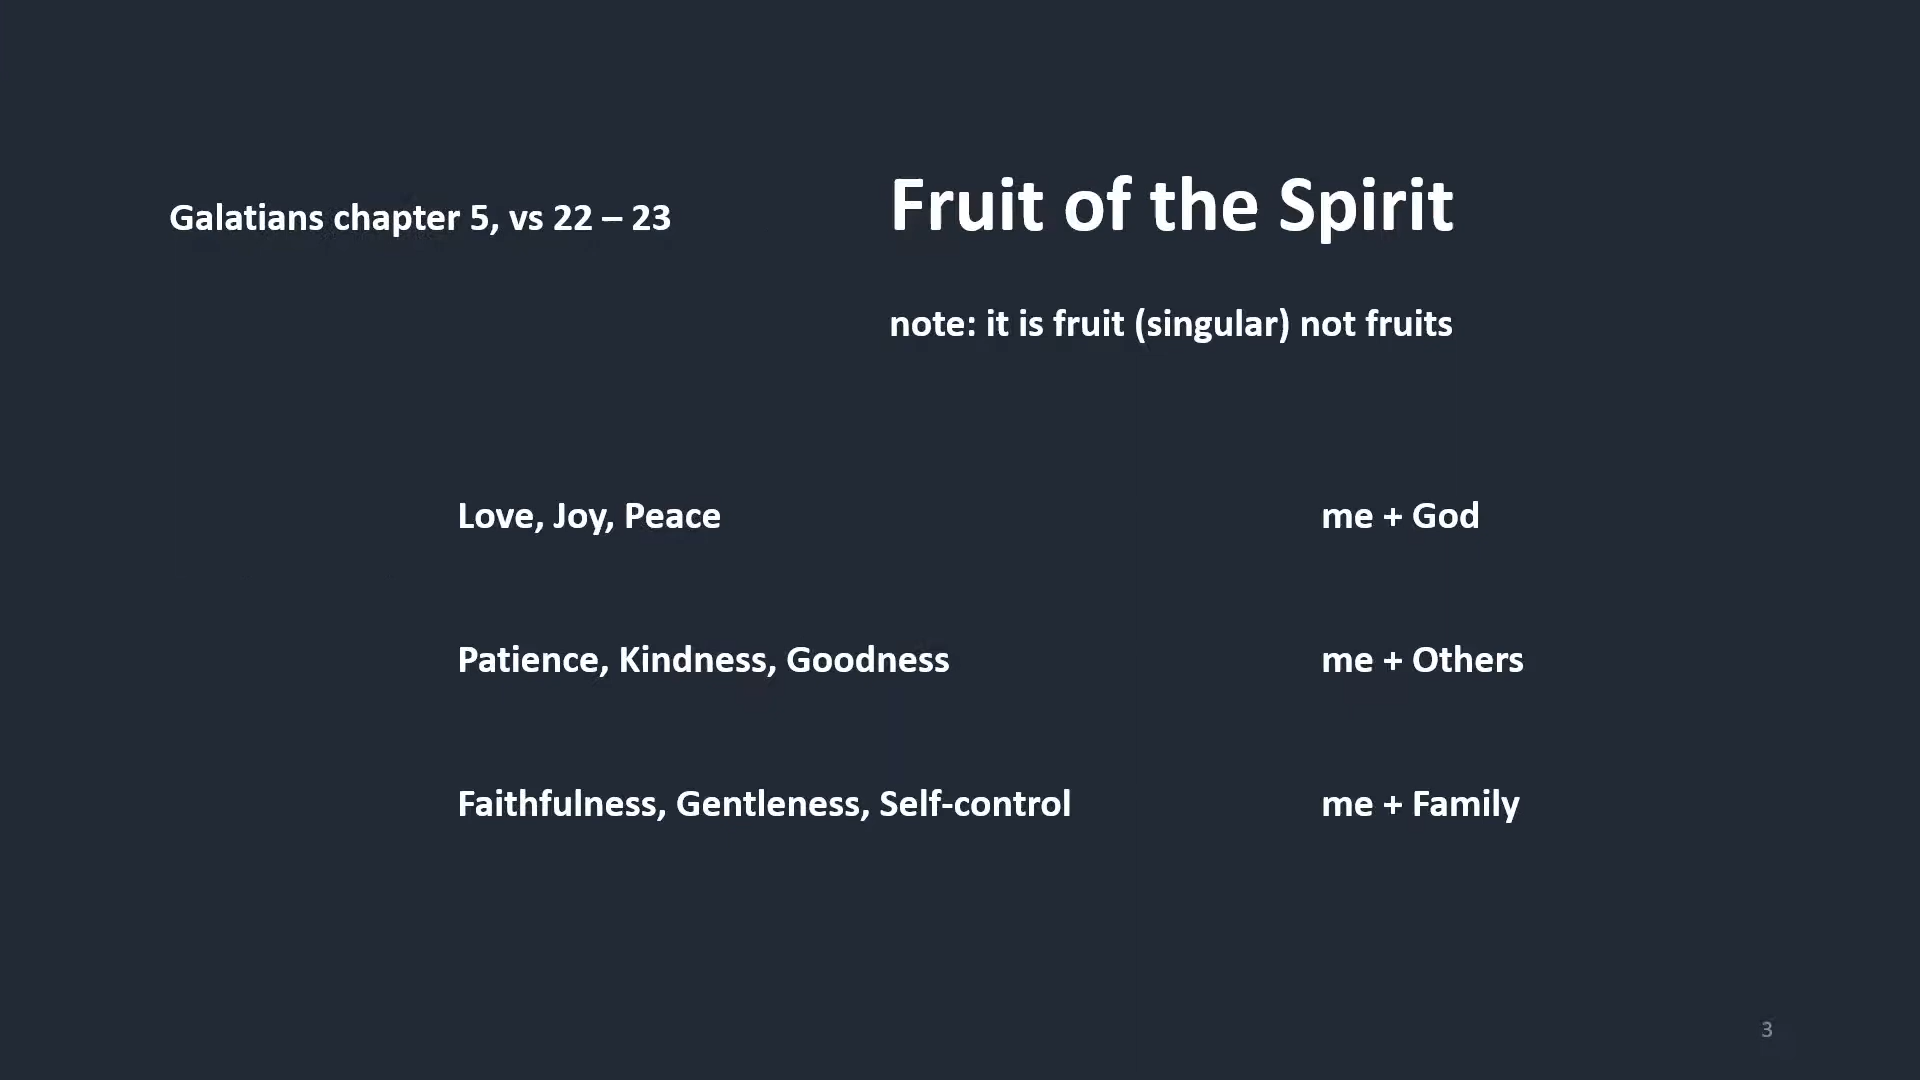 Galatians chapter 5, vs 22 – 23
Fruit of the Spirit
note: it is fruit (singular) not fruits
Love, Joy, Peace
me + God
Patience, Kindness, Goodness
me + Others
Faithfulness, Gentleness, Self-control
me + Family
3